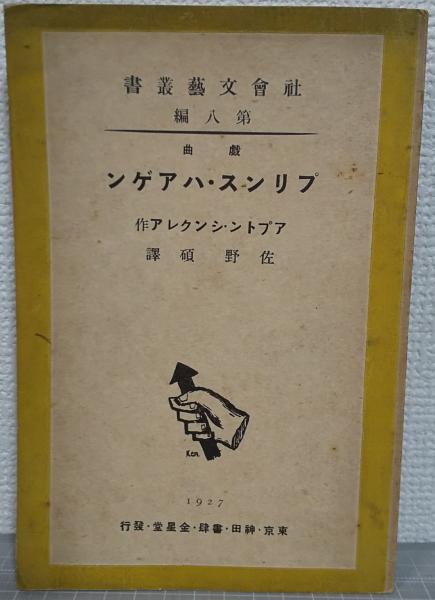 社會文藝叢書
第八編
戲曲
プリンス・ハアゲン
アプトン・シンクレア作
佐野碩譯
Ken
1927
東京・神田・書肆・金星堂・發行